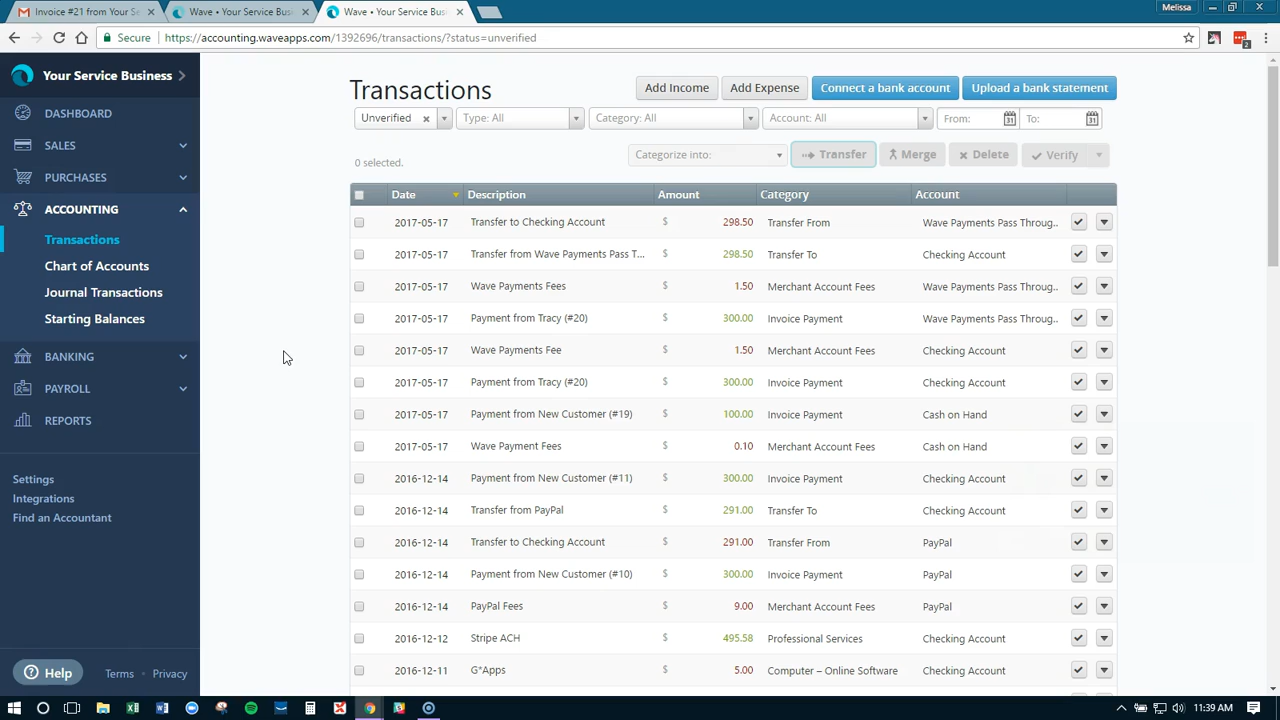 Invoice #21 from Your Se
Wave • Your Service Busi
Wave • Your Service Busi
Melissa
Secure
https://accounting.waveapps.com/1392696/transactions/?status=unverified
2
Your Service Business
DASHBOARD
SALES
PURCHASES
ACCOUNTING
Transactions
Chart of Accounts
Journal Transactions
Starting Balances
BANKING
PAYROLL
REPORTS
Settings
Integrations
Find an Accountant
Help
Terms
Privacy
Transactions
Add Income
Add Expense
Connect a bank account
Upload a bank statement
Unverified
Type: All
Category: All
Account: All
From:
31
To:
31
0 selected.
Categorize into:
Transfer
Merge
Delete
Verify
Date Description Amount Category Account
2017-05-17 Transfer to Checking Account $ 298.50 Transfer From Wave Payments Pass Throug..
2017-05-17 Transfer from Wave Payments Pass T... $ 298.50 Transfer To Checking Account
2017-05-17 Wave Payments Fees $ 1.50 Merchant Account Fees Wave Payments Pass Throug..
2017-05-17 Payment from Tracy (#20) $ 300.00 Invoice Payment Wave Payments Pass Throug..
2017-05-17 Wave Payments Fee $ 1.50 Merchant Account Fees Checking Account
2017-05-17 Payment from Tracy (#20) $ 300.00 Invoice Payment Checking Account
2017-05-17 Payment from New Customer (#19) $ 100.00 Invoice Payment Cash on Hand
2017-05-17 Wave Payment Fees $ 0.10 Merchant Account Fees Cash on Hand
2016-12-14 Payment from New Customer (#11) $ 300.00 Invoice Payment Checking Account
2016-12-14 Transfer from PayPal $ 291.00 Transfer To Checking Account
2016-12-14 Transfer to Checking Account $ 291.00 Transfer From PayPal
2016-12-14 Payment from New Customer (#10) $ 300.00 Invoice Payment PayPal
2016-12-14 PayPal Fees $ 9.00 Merchant Account Fees PayPal
2016-12-12 Stripe ACH $ 495.58 Professional Services Checking Account
2016-12-11 G*Apps $ 5.00 Computer – Online Software Checking Account
11:39 AM